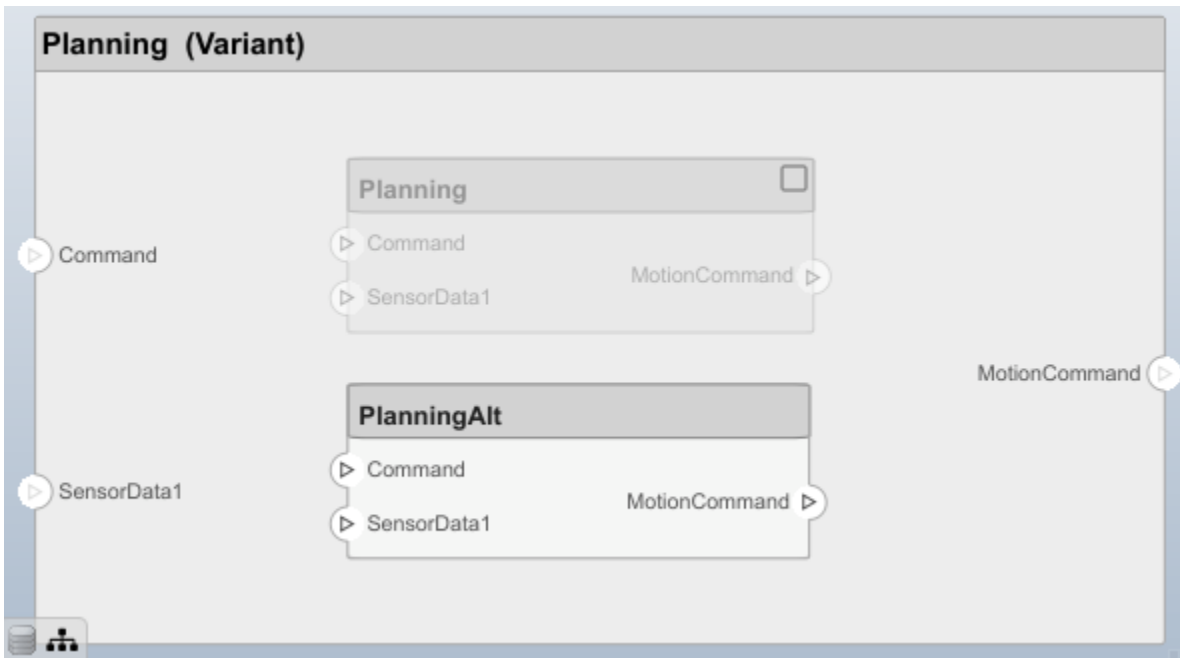 Planning (Variant)
Planning
Command
Command
MotionCommand
SensorData1
MotionCommand
PlanningAlt
Command
SensorData1
MotionCommand
SensorData1